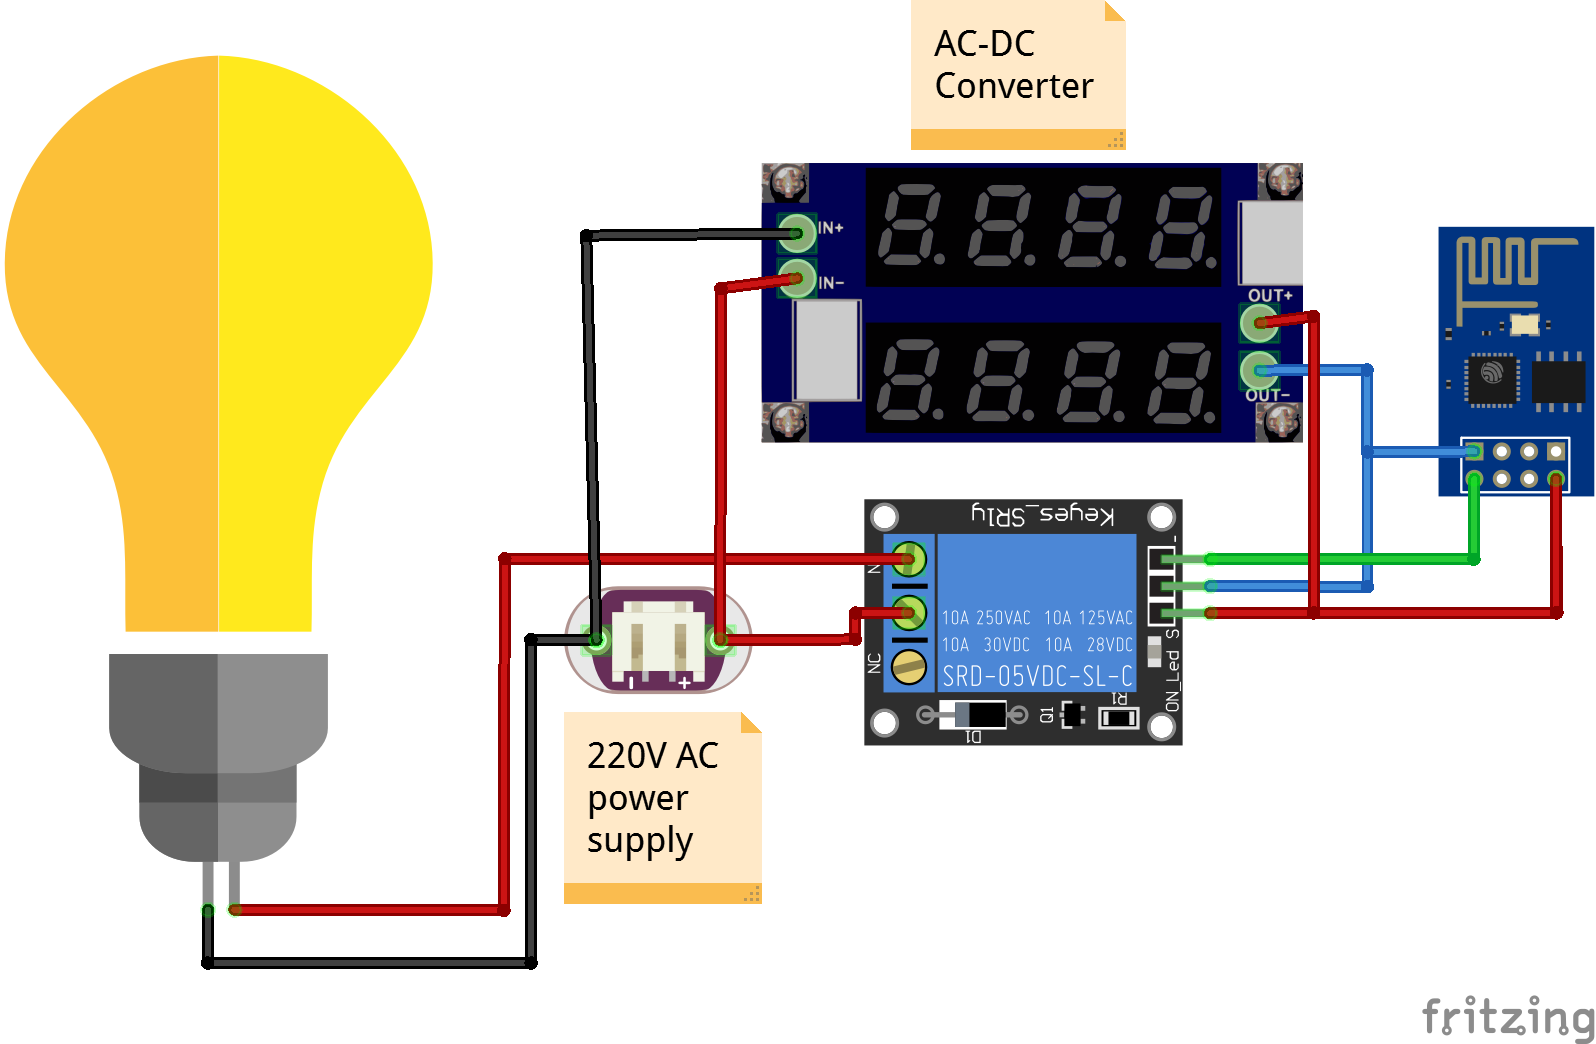 AC-DC
Converter
IN+
IN-
OUT+
OUT-
Keyes_SR1y
N
NC
-
S
10A 250VAC 10A 125VAC
10A 30VDC 10A 28VDC
SRD-05VDC-SL-C
ON_Led
D1
Q1
R1
- +
220V AC
power
supply
fritzing